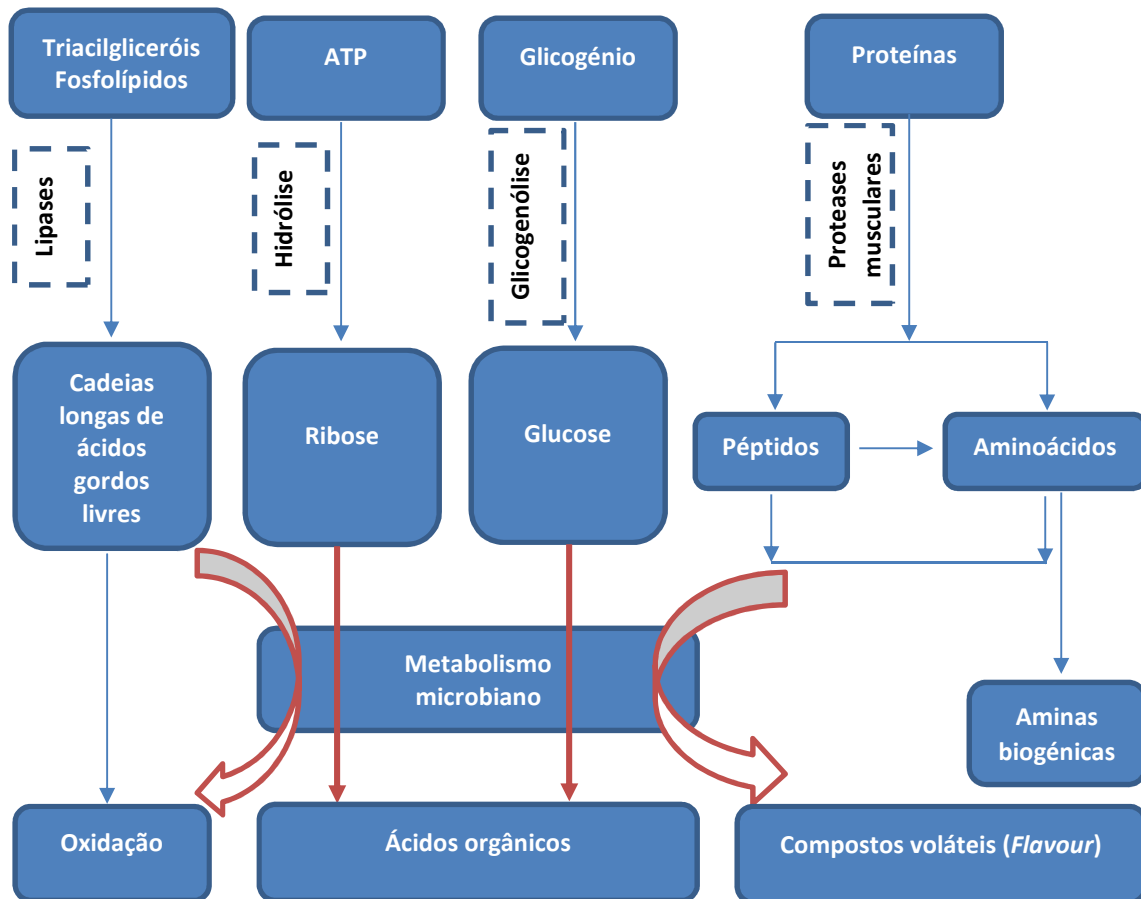 Triacilgliceróis
Fosfolípidos
ATP
Glicogénio
Proteínas
Lipases
Hidrólise
Glicogenólise
Proteases
musculares
Cadeias
longas de
ácidos
gordos
livres
Ribose
Glucose
Péptidos
Aminoácidos
Metabolismo
microbiano
Aminas
biogénicas
Oxidação
Ácidos orgânicos
Compostos voláteis (Flavour)